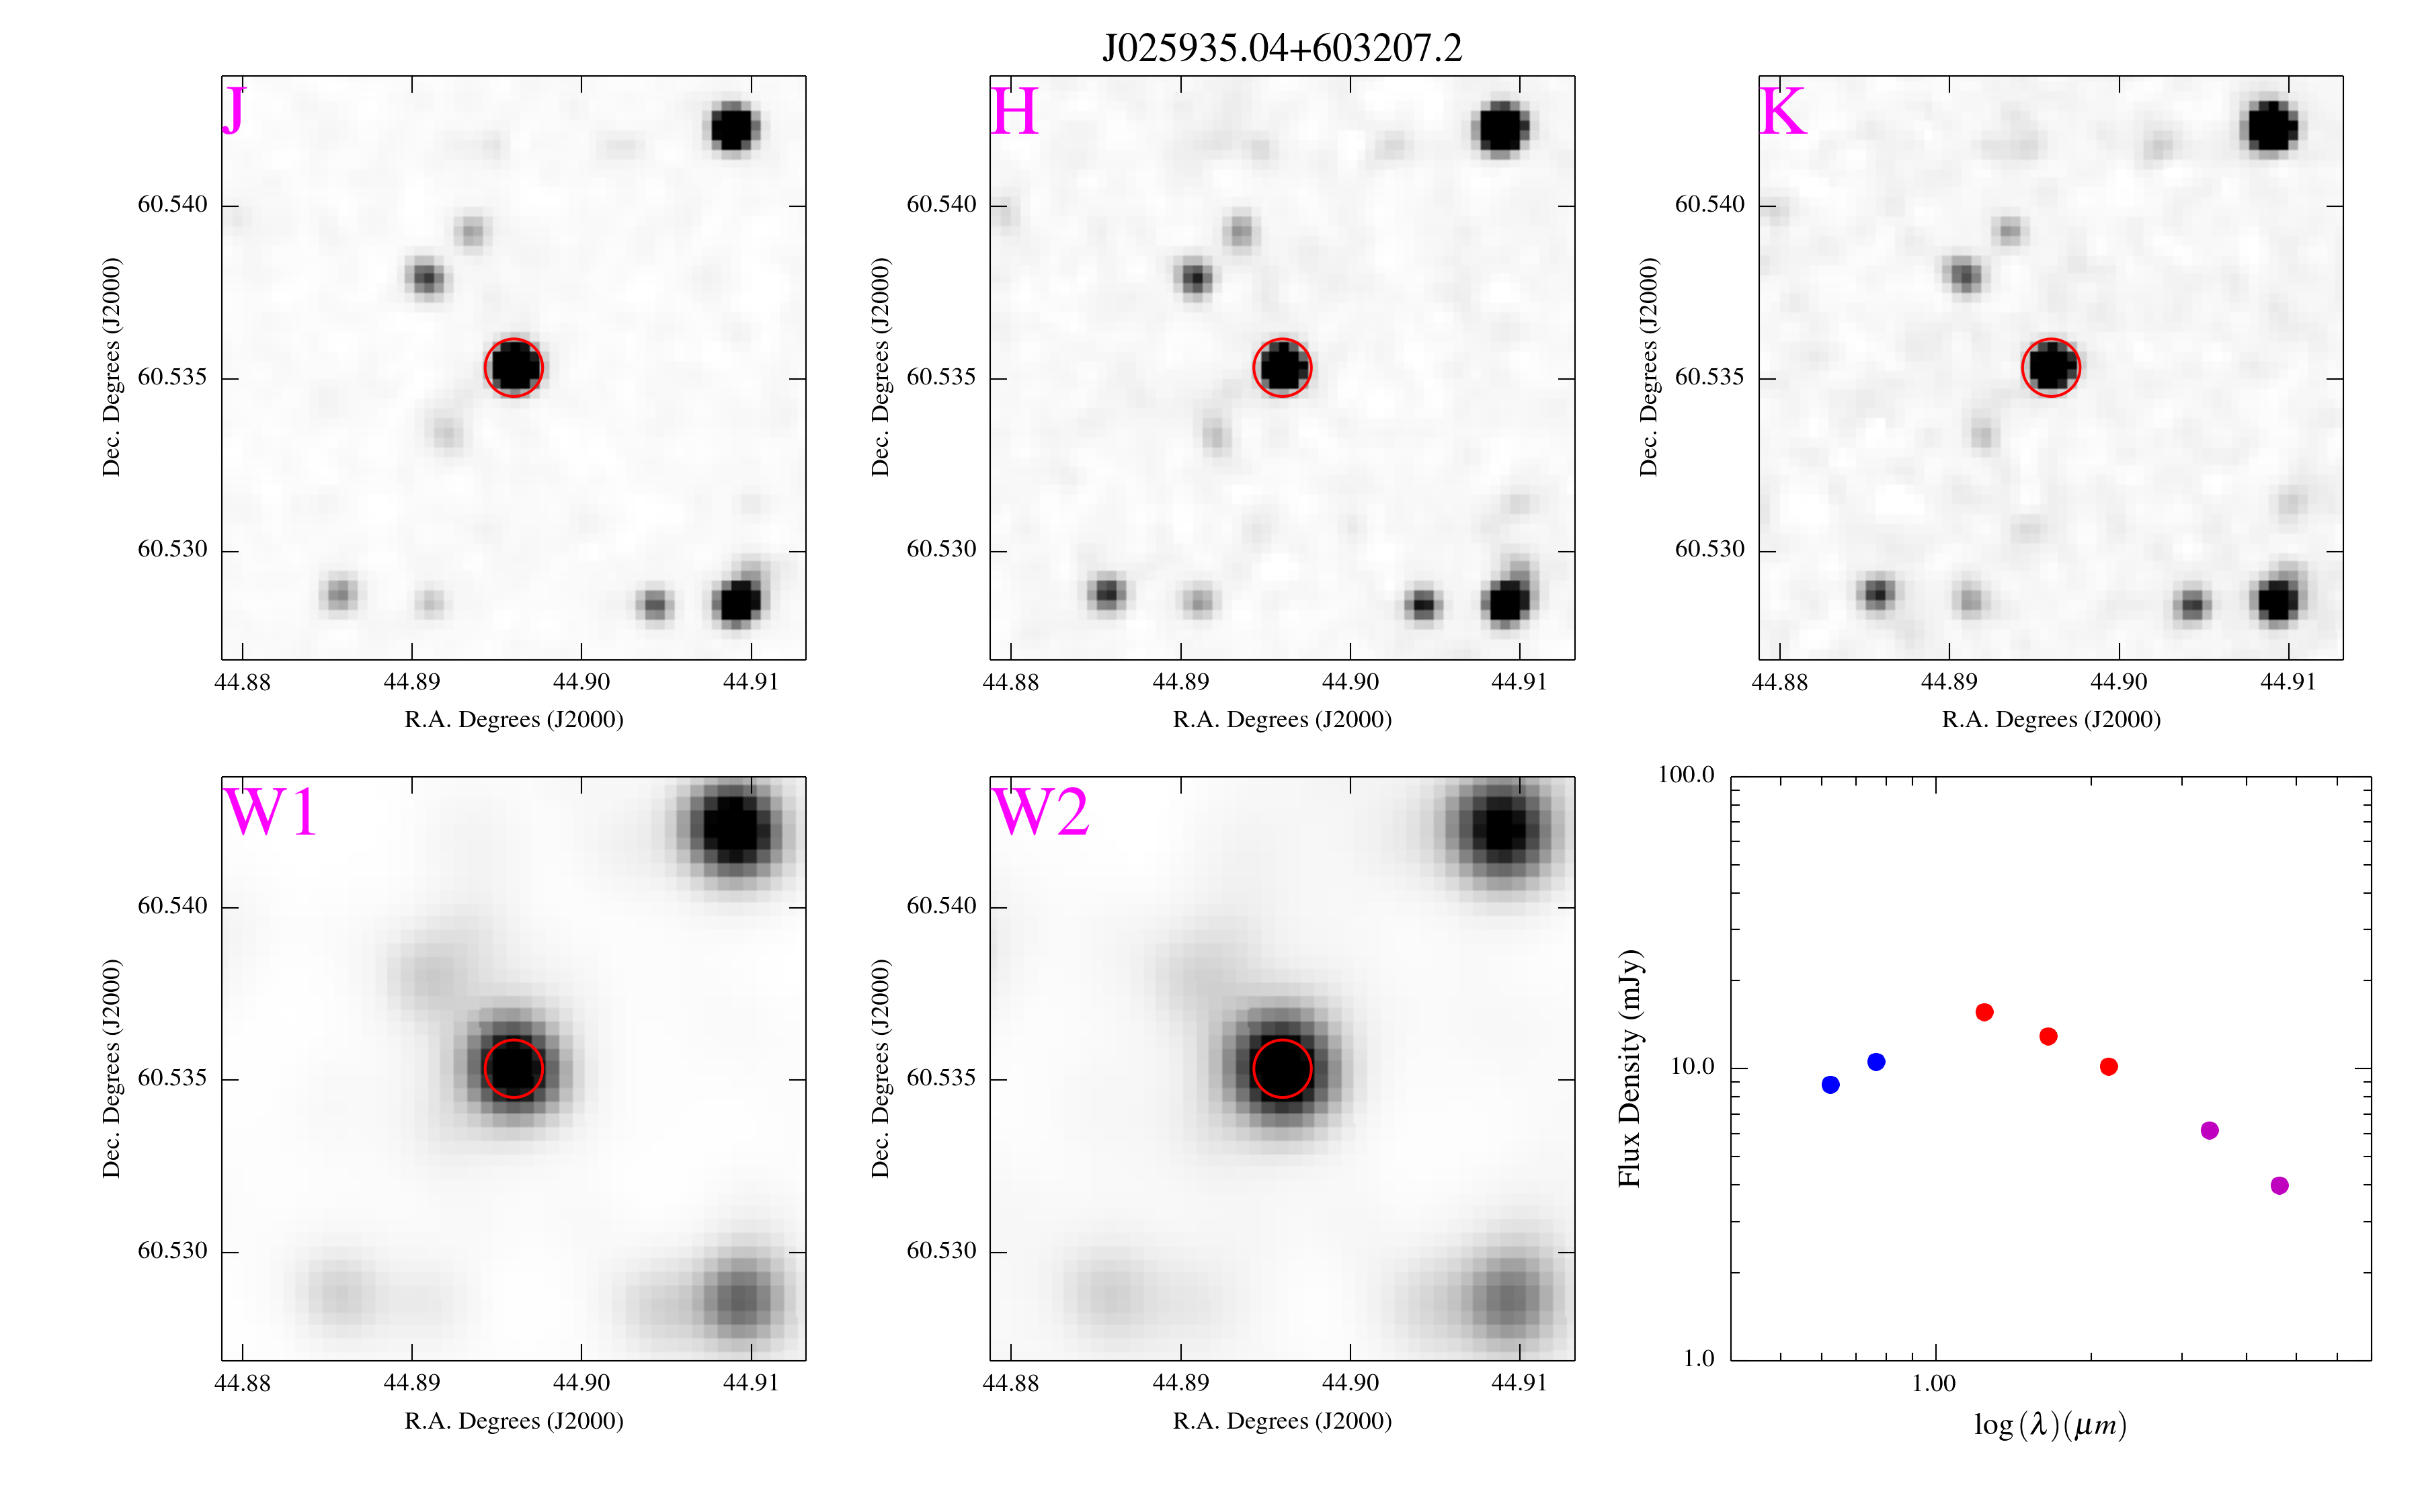 J025935.04+603207.2
J
H
K
60.540
60.535
60.530
Dec. Degrees (J2000)
44.88 44.89 44.90 44.91
R.A. Degrees (J2000)
60.540
60.535
60.530
Dec. Degrees (J2000)
44.88 44.89 44.90 44.91
R.A. Degrees (J2000)
60.540
60.535
60.530
Dec. Degrees (J2000)
44.88 44.89 44.90 44.91
R.A. Degrees (J2000)
W1
60.540
60.535
60.530
Dec. Degrees (J2000)
44.88 44.89 44.90 44.91
R.A. Degrees (J2000)
W2
60.540
60.535
60.530
Dec. Degrees (J2000)
44.88 44.89 44.90 44.91
R.A. Degrees (J2000)
100.0
10.0
1.0
Flux Density (mJy)
1.00
log (λ)(μm)